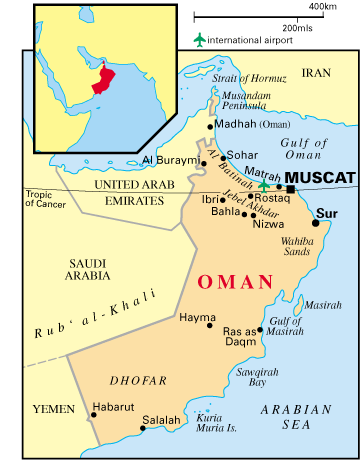 400km
200mls
international airport
Strait of Hormuz
IRAN
Musandam
Peninsula
Madhah (Oman)
Gulf of
Oman
Al Buraymi
Sohar
Al Batinah
Matrah
MUSCAT
UNITED ARAB
EMIRATES
Tropic
of Cancer
Ibri
Rostaq
Jebel Akhdar
Bahla
Nizwa
Sur
Wahiba
Sands
SAUDI
ARABIA
OMAN
Rub' al-Khali
Masirah
Hayma
Gulf of
Masirah
Ras as
Daqm
Sawqirah
Bay
DHOFAR
YEMEN
Habarut
Salalah
Kuria
Muria Is.
ARABIAN
SEA